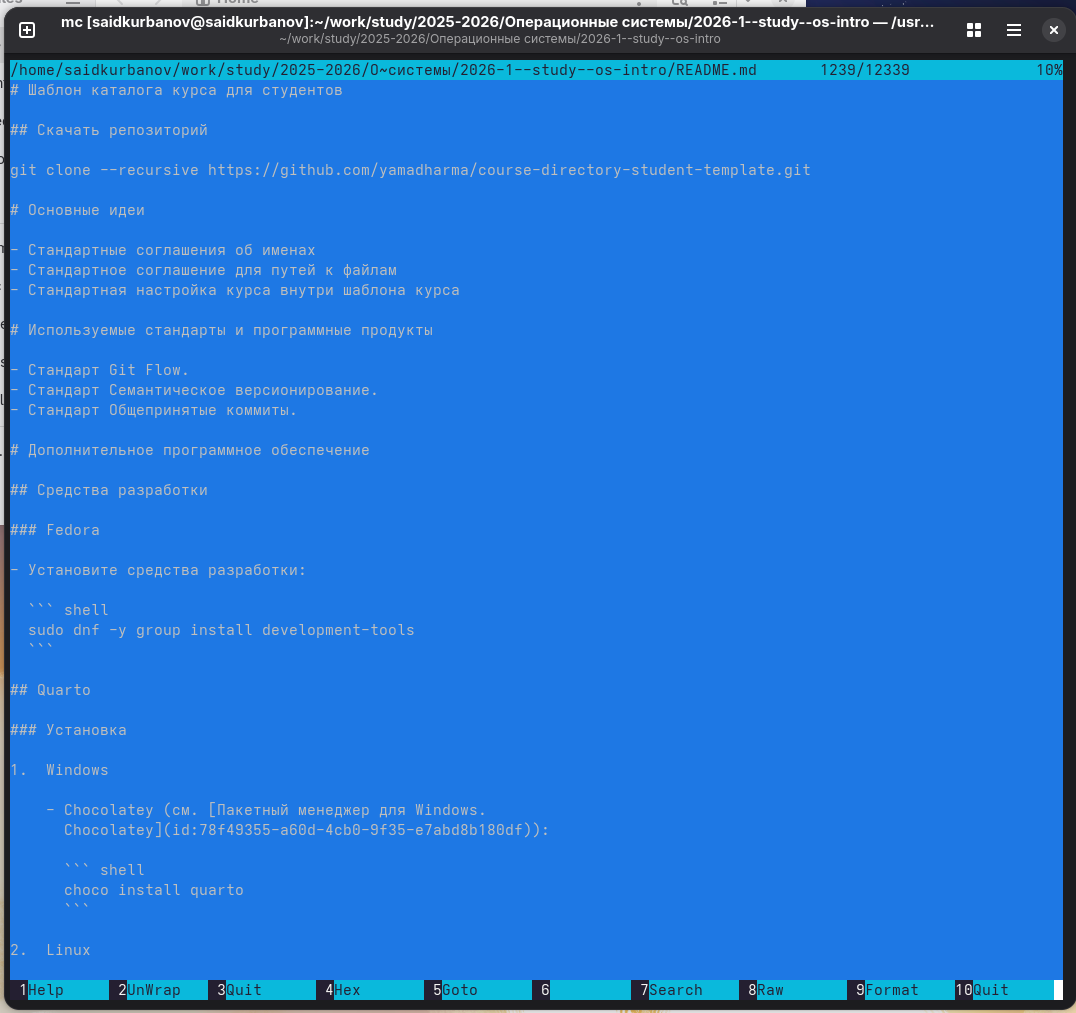 mc [saidkurbanov@saidkurbanov]:~/work/study/2025-2026/Операционные системы/2026-1--study--os-intro — /usr...
~/work/study/2025-2026/Операционные системы/2026-1--study--os-intro
/home/saidkurbanov/work/study/2025-2026/О~системы/2026-1--study--os-intro/README.md 1239/12339 10%
# Шаблон каталога курса для студентов
## Скачать репозиторий
git clone --recursive https://github.com/yamadharma/course-directory-student-template.git
# Основные идеи
- Стандартные соглашения об именах
- Стандартное соглашение для путей к файлам
- Стандартная настройка курса внутри шаблона курса
# Используемые стандарты и программные продукты
- Стандарт Git Flow.
- Стандарт Семантическое версионирование.
- Стандарт Общепринятые коммиты.
# Дополнительное программное обеспечение
## Средства разработки
### Fedora
- Установите средства разработки:
``` shell
sudo dnf -y group install development-tools
```
## Quarto
### Установка
1. Windows
- Chocolatey (см. [Пакетный менеджер для Windows.
Chocolatey](id:78f49355-a60d-4cb0-9f35-e7abd8b180df)):
``` shell
choco install quarto
```
2. Linux
1Help 2UnWrap 3Quit 4Hex 5Goto 6 7Search 8Raw 9Format 10Quit